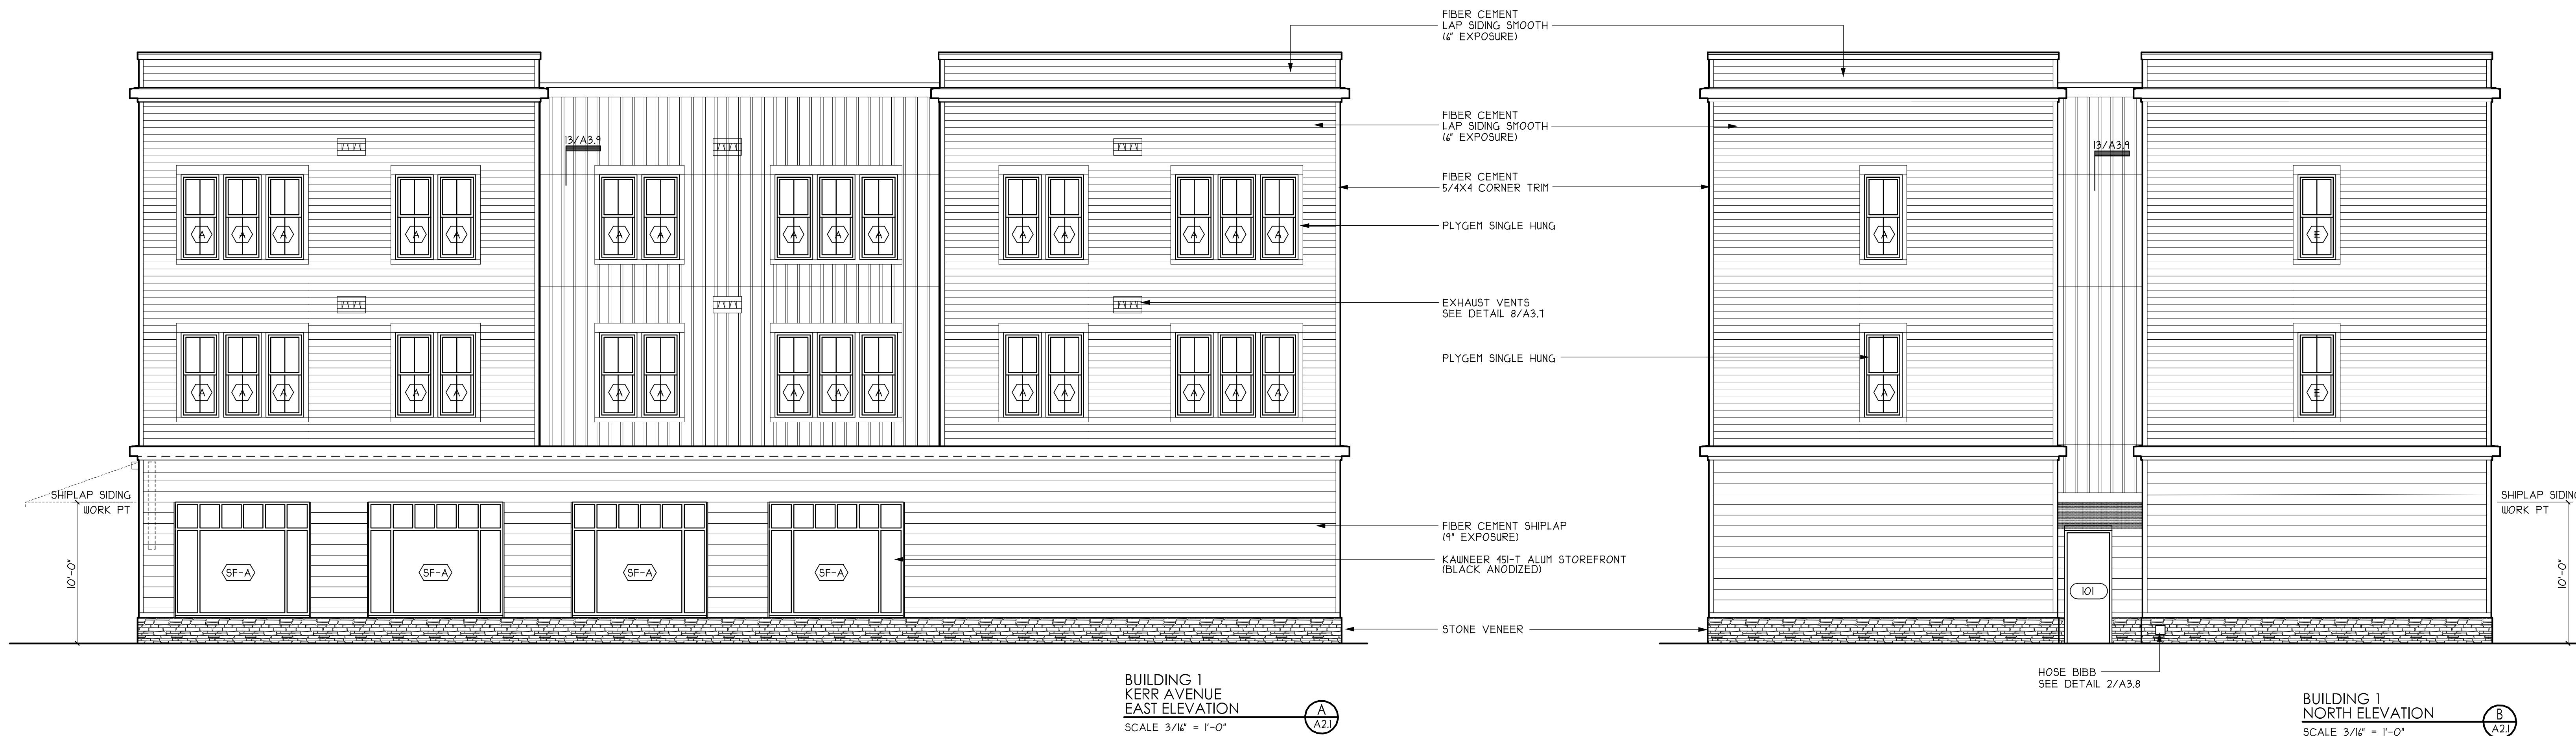 FIBER CEMENT
LAP SIDING SMOOTH
(6" EXPOSURE)
FIBER CEMENT
LAP SIDING SMOOTH
(6" EXPOSURE)
FIBER CEMENT
5/4X4 CORNER TRIM
PLYGEM SINGLE HUNG
EXHAUST VENTS
SEE DETAIL 8/A3.7
PLYGEM SINGLE HUNG
FIBER CEMENT SHIPLAP
(9" EXPOSURE)
KAWNEER 451-T ALUM STOREFRONT
(BLACK ANODIZED)
STONE VENEER
13/A3.9
A A A A A A A A A A A A A A A
A A A A A A A A A A A A A A A
SHIPLAP SIDING
WORK PT
10'-0"
SF-A SF-A SF-A SF-A
BUILDING 1
KERR AVENUE
EAST ELEVATION
SCALE 3/16" = 1'-0"
A
A2.1
13/A3.9
A E
A E
SHIPLAP SIDING
WORK PT
10'-0"
101
HOSE BIBB
SEE DETAIL 2/A3.8
BUILDING 1
NORTH ELEVATION
SCALE 3/16" = 1'-0"
B
A2.1